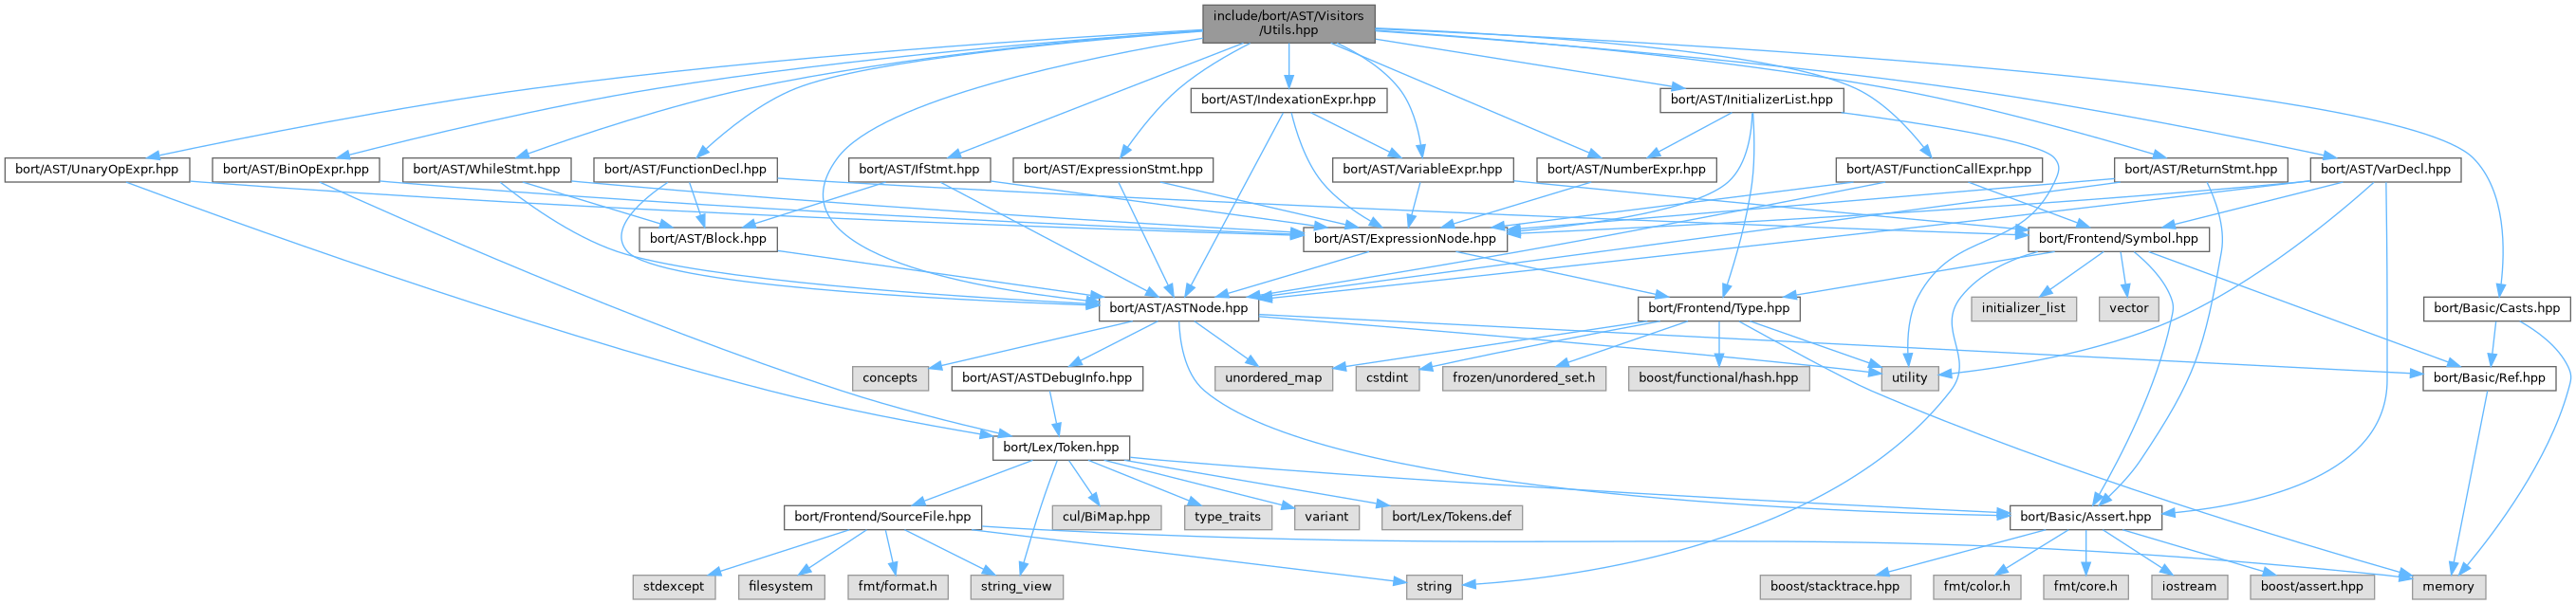 include/bort/AST/Visitors
/Utils.hpp
bort/AST/IndexationExpr.hpp
bort/AST/InitializerList.hpp
bort/AST/UnaryOpExpr.hpp
bort/AST/BinOpExpr.hpp
bort/AST/WhileStmt.hpp
bort/AST/FunctionDecl.hpp
bort/AST/IfStmt.hpp
bort/AST/ExpressionStmt.hpp
bort/AST/VariableExpr.hpp
bort/AST/NumberExpr.hpp
bort/AST/FunctionCallExpr.hpp
bort/AST/ReturnStmt.hpp
bort/AST/VarDecl.hpp
bort/AST/Block.hpp
bort/AST/ExpressionNode.hpp
bort/Frontend/Symbol.hpp
bort/AST/ASTNode.hpp
bort/Frontend/Type.hpp
initializer_list
vector
bort/Basic/Casts.hpp
concepts
bort/AST/ASTDebugInfo.hpp
unordered_map
cstdint
frozen/unordered_set.h
boost/functional/hash.hpp
utility
bort/Basic/Ref.hpp
bort/Lex/Token.hpp
bort/Frontend/SourceFile.hpp
cul/BiMap.hpp
type_traits
variant
bort/Lex/Tokens.def
bort/Basic/Assert.hpp
stdexcept
filesystem
fmt/format.h
string_view
string
boost/stacktrace.hpp
fmt/color.h
fmt/core.h
iostream
boost/assert.hpp
memory